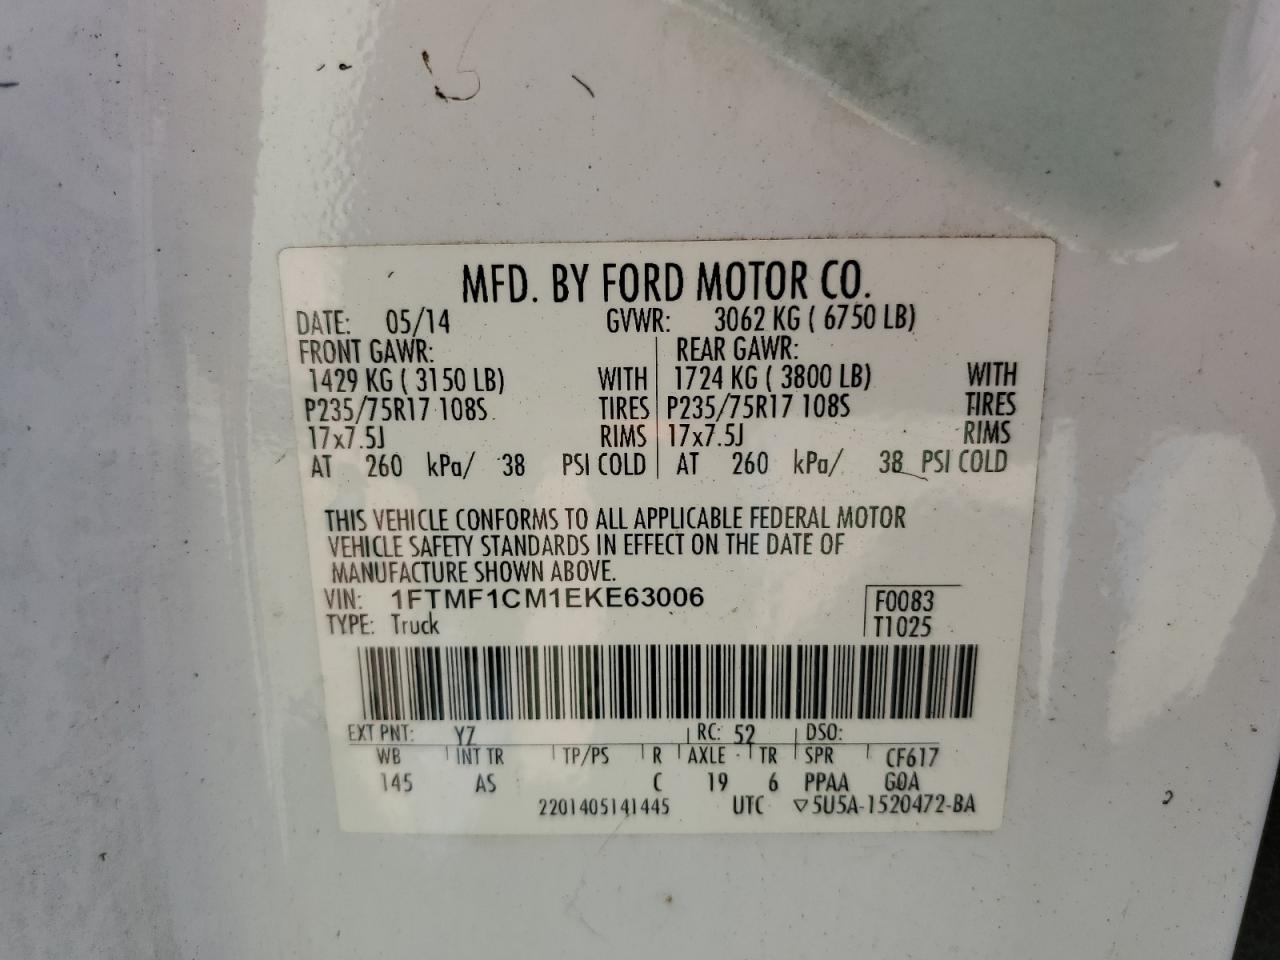 MFD. BY FORD MOTOR CO.
DATE: 05/14 GVWR: 3062 KG ( 6750 LB)
FRONT GAWR: REAR GAWR:
1429 KG ( 3150 LB) WITH 1724 KG ( 3800 LB) WITH
P235/75R17 108S TIRES P235/75R17 108S TIRES
17x7.5J RIMS 17x7.5J RIMS
AT 260 kPa/ 38 PSI COLD AT 260 kPa/ 38 PSI COLD
THIS VEHICLE CONFORMS TO ALL APPLICABLE FEDERAL MOTOR
VEHICLE SAFETY STANDARDS IN EFFECT ON THE DATE OF
MANUFACTURE SHOWN ABOVE.
VIN: 1FTMF1CM1EKE63006 F0083
TYPE: Truck T1025
EXT PNT: YZ RC: 52 DSO:
WB INT TR TP/PS R AXLE TR SPR CF617
145 AS C 19 6 PPAA GQA
2201405141445 UTC ▽5U5A-1520472-BA